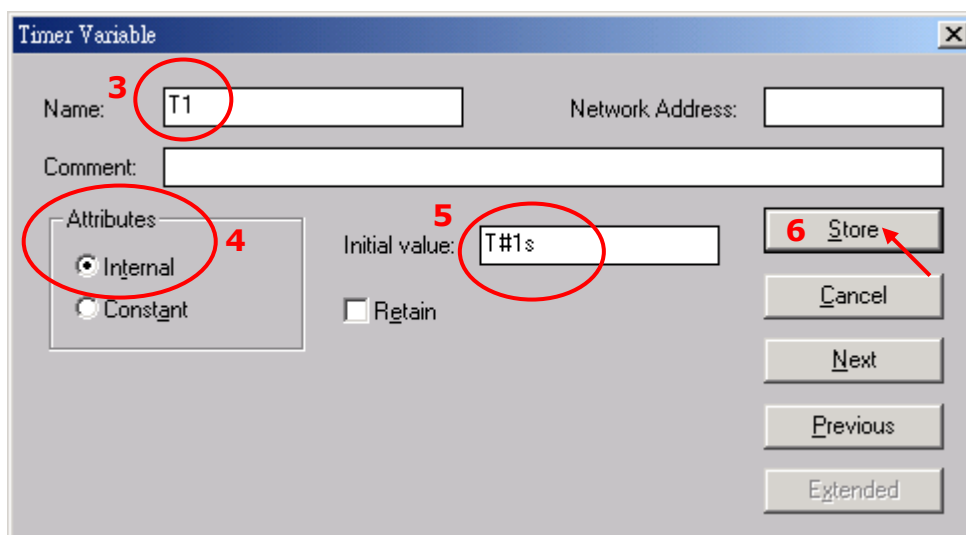 Timer Variable
Name: 3 T1 Network Address:
Comment:
Attributes
4
Internal
Constant
5
Initial value: T#1s
Retain
6 Store
Cancel
Next
Previous
Extended